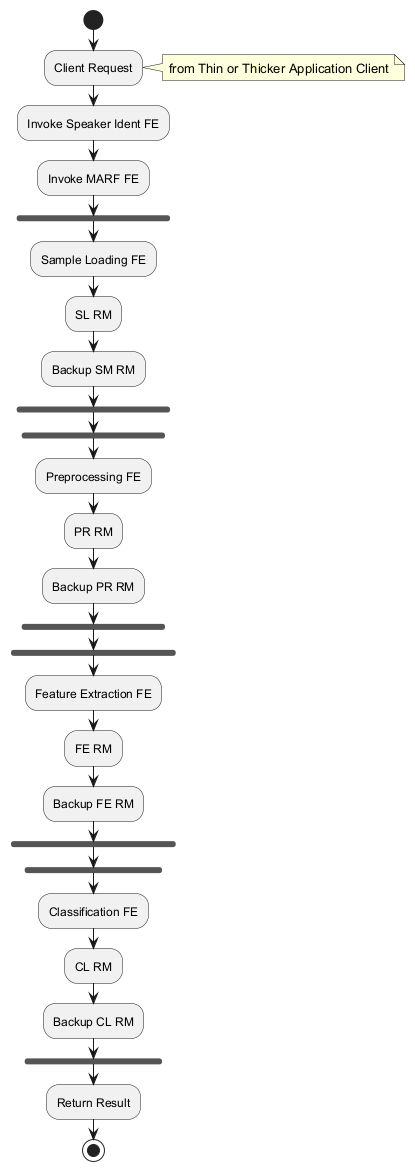 Client Request
from Thin or Thicker Application Client
Invoke Speaker Ident FE
Invoke MARF FE
Sample Loading FE
SL RM
Backup SM RM
Preprocessing FE
PR RM
Backup PR RM
Feature Extraction FE
FE RM
Backup FE RM
Classification FE
CL RM
Backup CL RM
Return Result